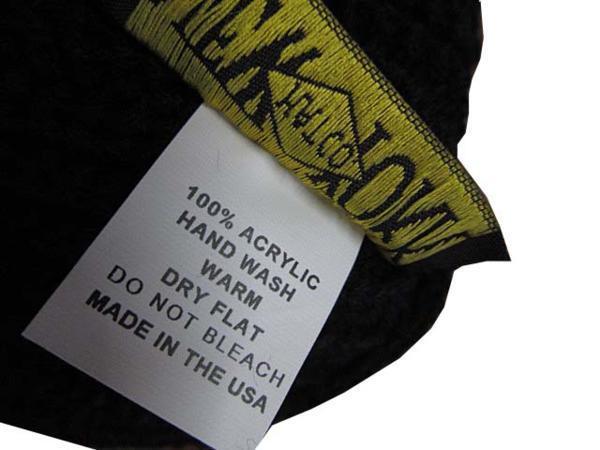 100% ACRYLIC
HAND WASH
WARM
DRY FLAT
DO NOT BLEACH
MADE IN THE USA